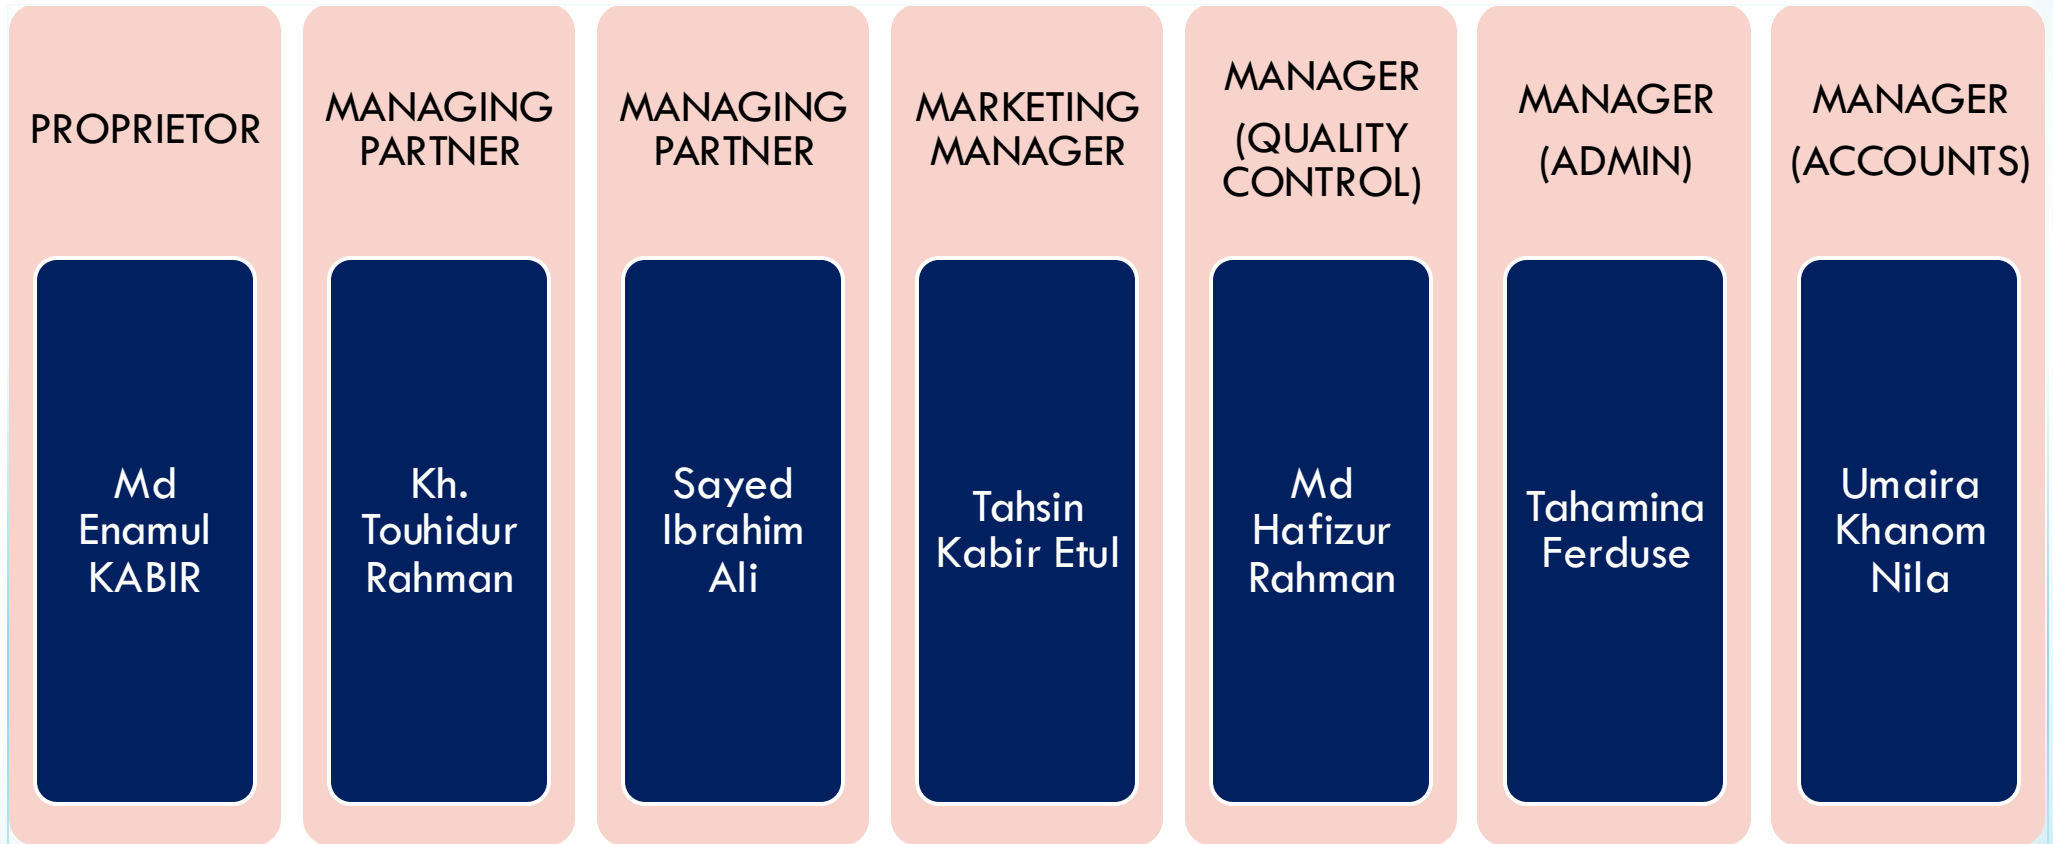 PROPRIETOR
Md
Enamul
KABIR
MANAGING
PARTNER
Kh.
Touhidur
Rahman
MANAGING
PARTNER
Sayed
Ibrahim
Ali
MARKETING
MANAGER
Tahsin
Kabir Etul
MANAGER
(QUALITY
CONTROL)
Md
Hafizur
Rahman
MANAGER
(ADMIN)
Tahamina
Ferduse
MANAGER
(ACCOUNTS)
Umaira
Khanom
Nila